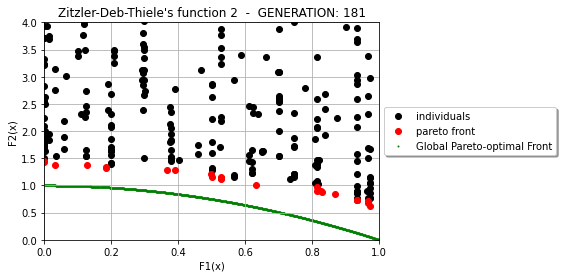 Zitzler-Deb-Thiele's function 2 - GENERATION: 181
4.0
3.5
3.0
2.5
2.0
1.5
1.0
0.5
0.0
F2(x)
0.0 0.2 0.4 0.6 0.8 1.0
F1(x)
individuals
pareto front
Global Pareto-optimal Front